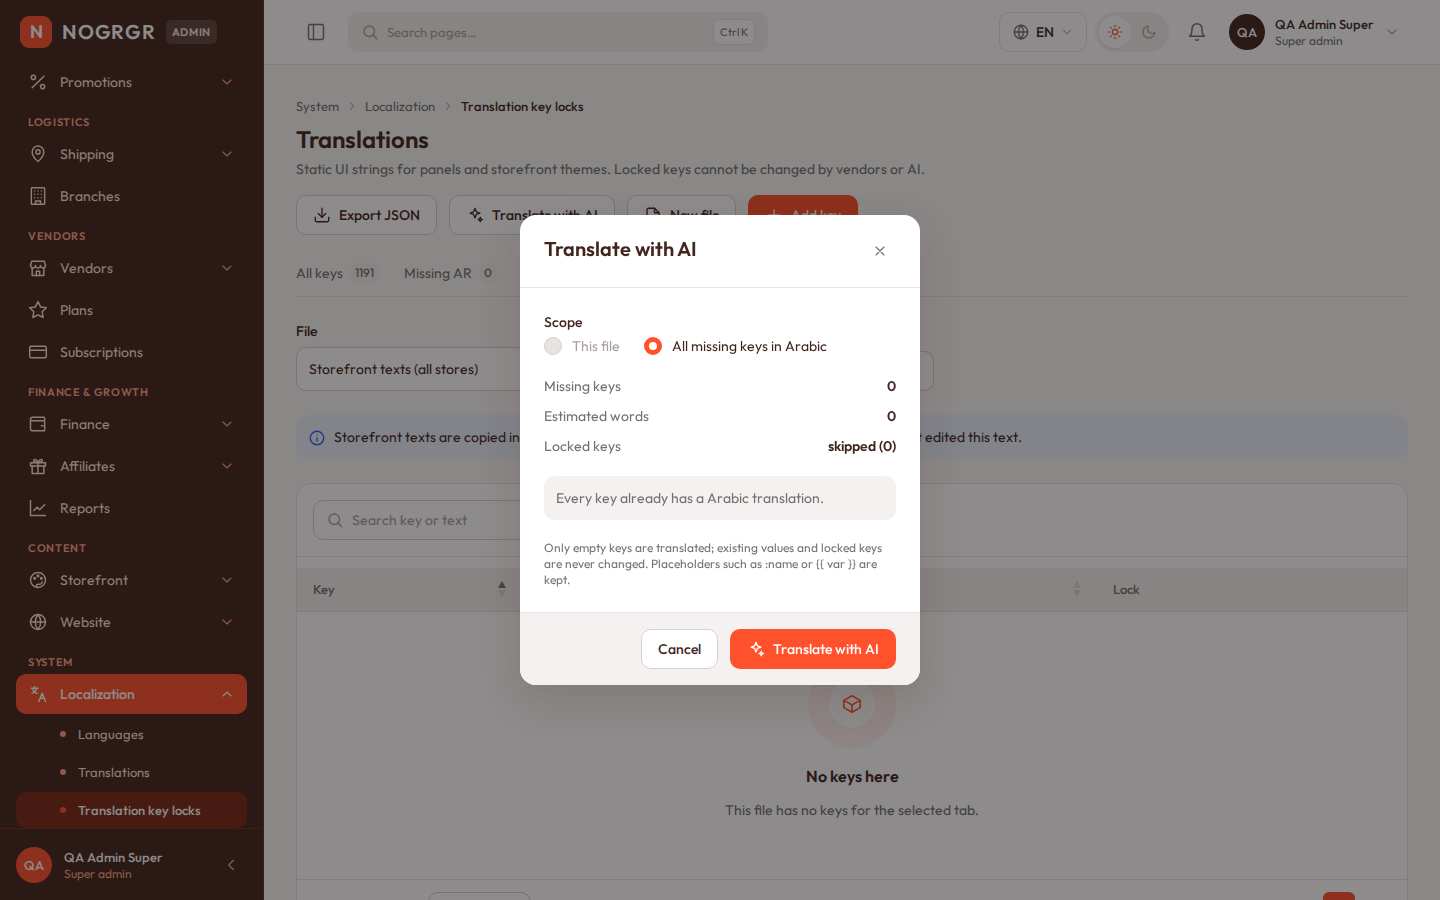 N NOGRGR ADMIN
Promotions
LOGISTICS
Shipping
Branches
VENDORS
Vendors
Plans
Subscriptions
FINANCE & GROWTH
Finance
Affiliates
Reports
CONTENT
Storefront
Website
SYSTEM
Localization
Languages
Translations
Translation key locks
QA QA Admin Super
Super admin
Search pages... Ctrl K
EN
QA QA Admin Super
Super admin
System > Localization > Translation key locks
Translations
Static UI strings for panels and storefront themes. Locked keys cannot be changed by vendors or AI.
Export JSON Translate with AI New file Add key
All keys 1191 Missing AR 0
File
Storefront texts (all stores)
Storefront texts are copied in
edited this text.
Search key or text
Key Lock
No keys here
This file has no keys for the selected tab.
Translate with AI
Scope
This file All missing keys in Arabic
Missing keys 0
Estimated words 0
Locked keys skipped (0)
Every key already has a Arabic translation.
Only empty keys are translated; existing values and locked keys
are never changed. Placeholders such as :name or {{ var }} are
kept.
Cancel Translate with AI